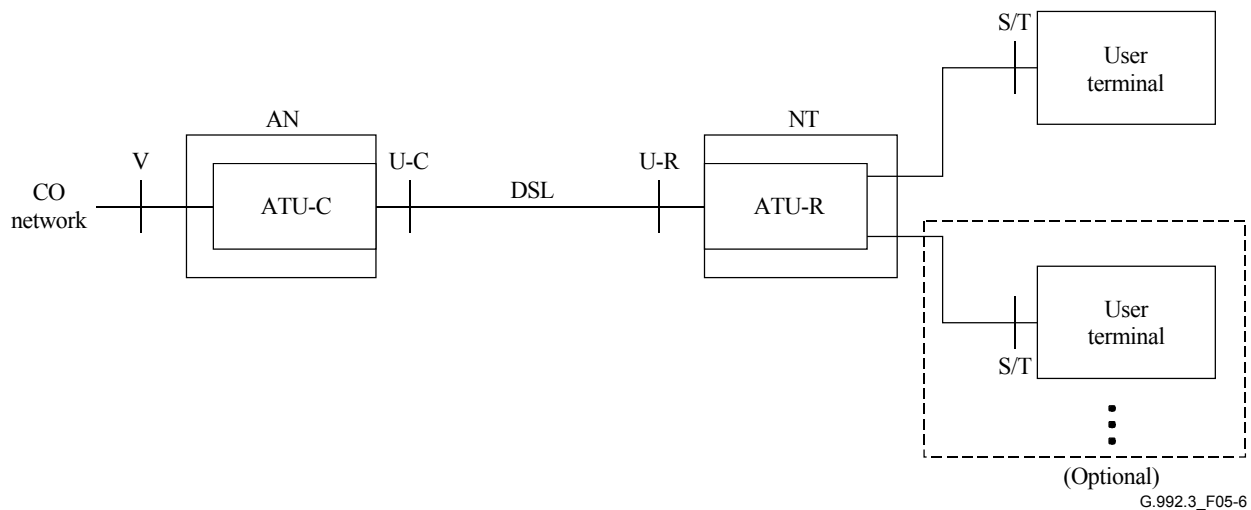 S/T
User
terminal
AN
NT
V
U-C
U-R
CO
network
ATU-C
DSL
ATU-R
User
terminal
S/T
(Optional)
G.992.3_F05-6